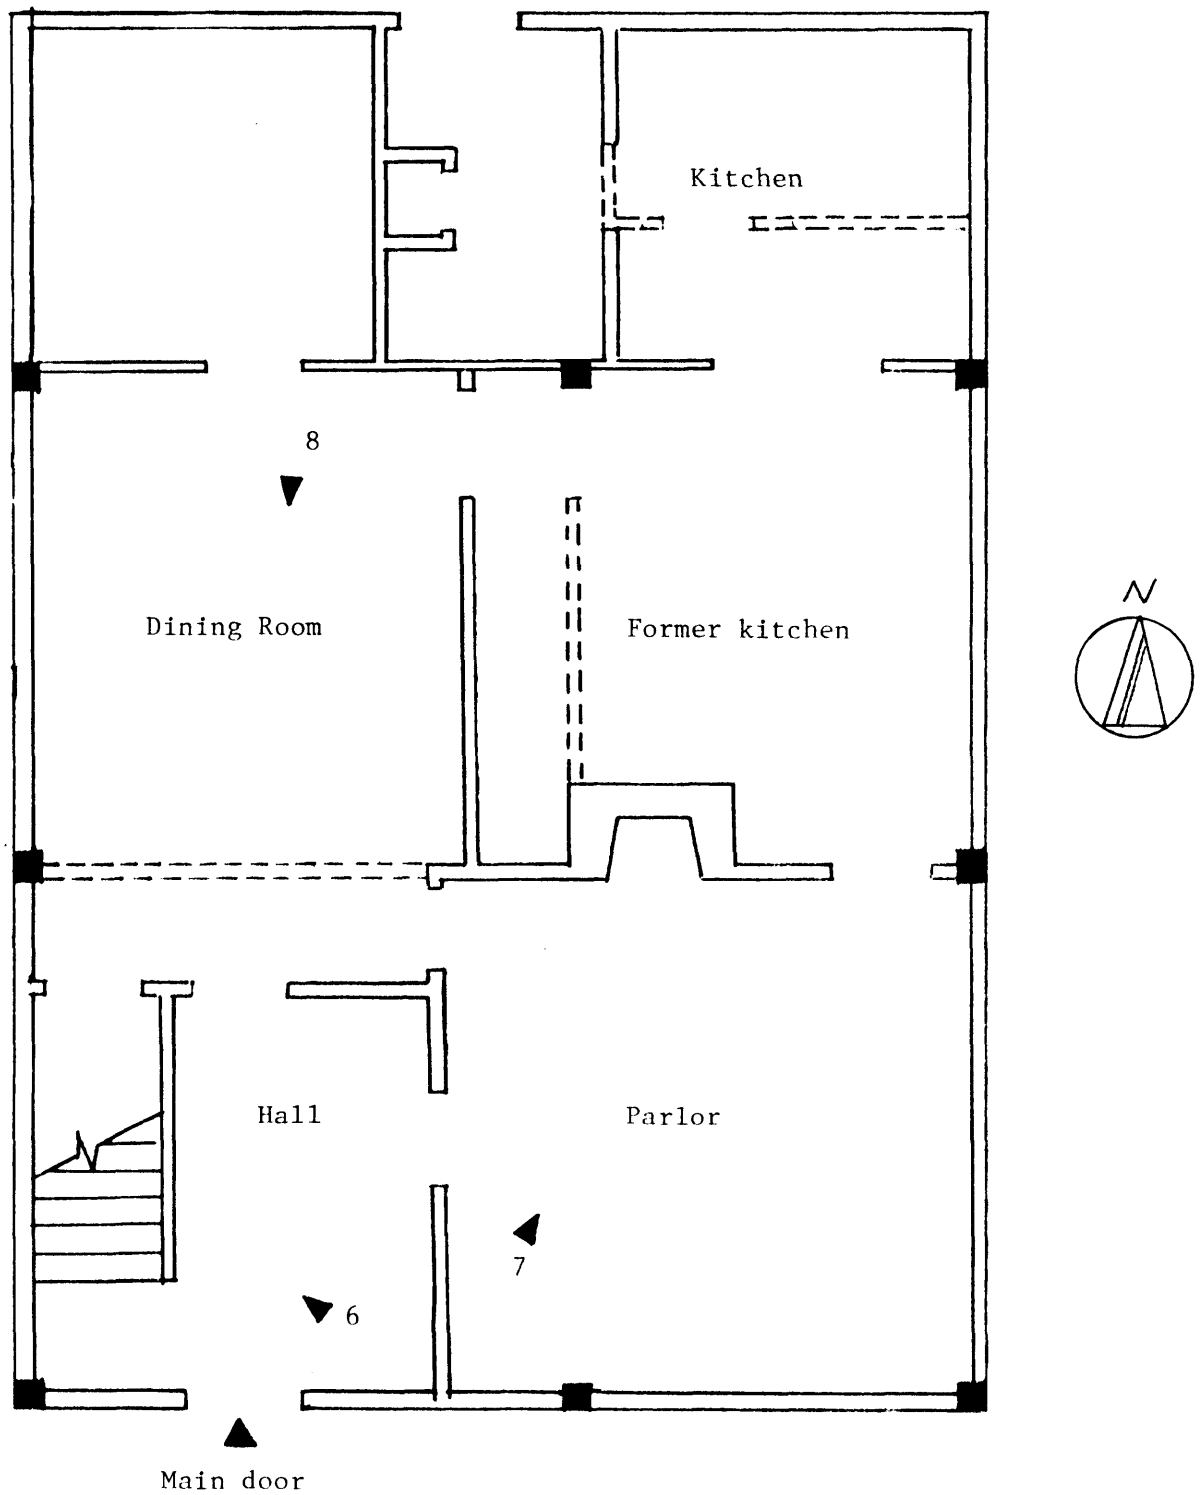 Kitchen
8
Dining Room
Former kitchen
N
Hall
Parlor
7
6
Main door